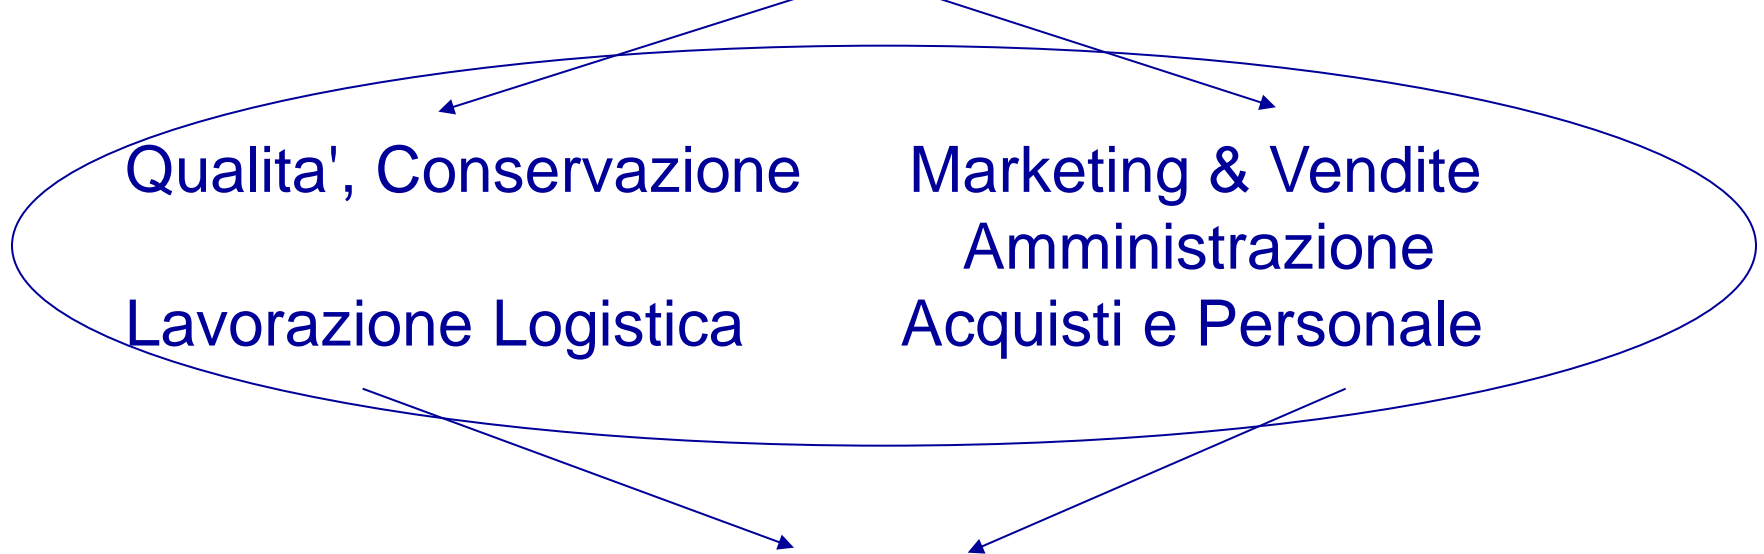 Qualita', Conservazione
Lavorazione Logistica
Marketing & Vendite
Amministrazione
Acquisti e Personale